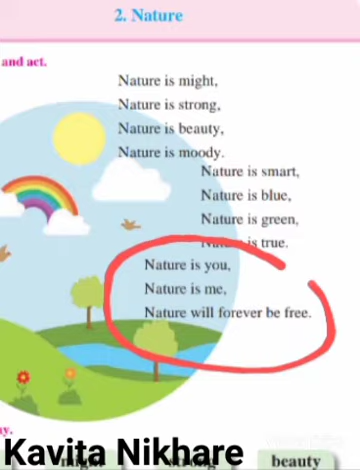 2. Nature
and act.
Nature is might,
Nature is strong,
Nature is beauty,
Nature is moody.
Nature is smart,
Nature is blue,
Nature is green,
Nature is true.
Nature is you,
Nature is me,
Nature will forever be free.
ay.
Kavita Nikhare
beauty